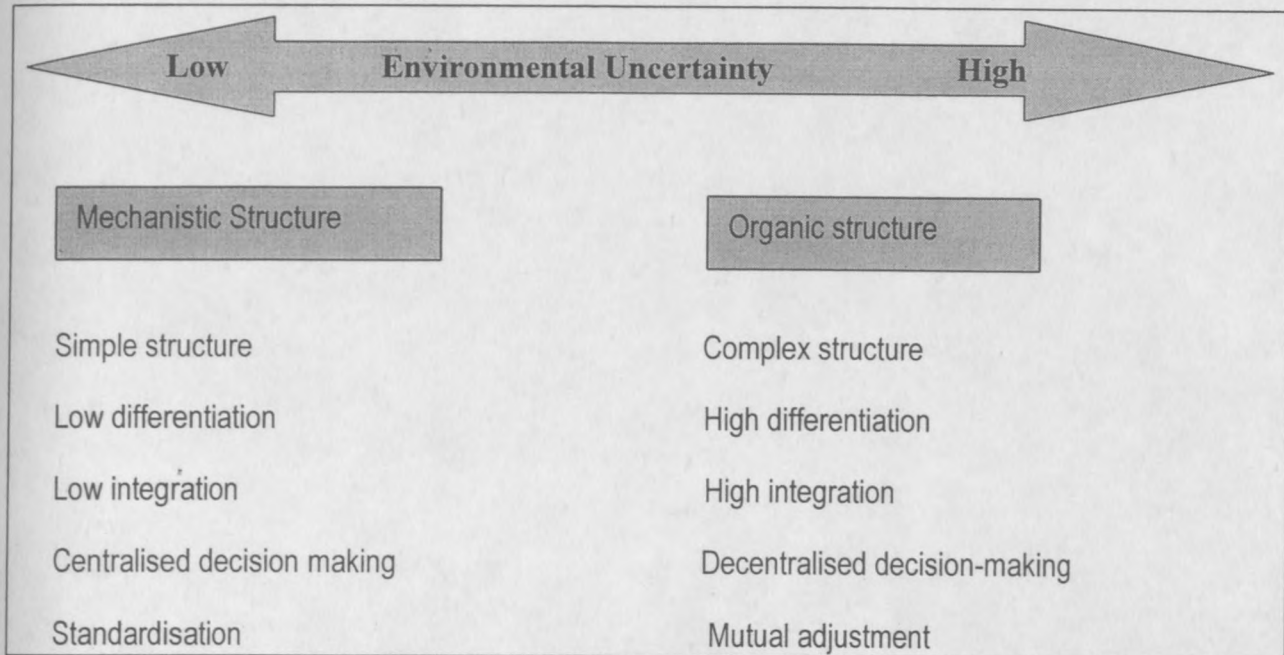 Low Environmental Uncertainty High
Mechanistic Structure
Organic structure
Simple structure
Complex structure
Low differentiation
High differentiation
Low integration
High integration
Centralised decision making
Decentralised decision-making
Standardisation
Mutual adjustment